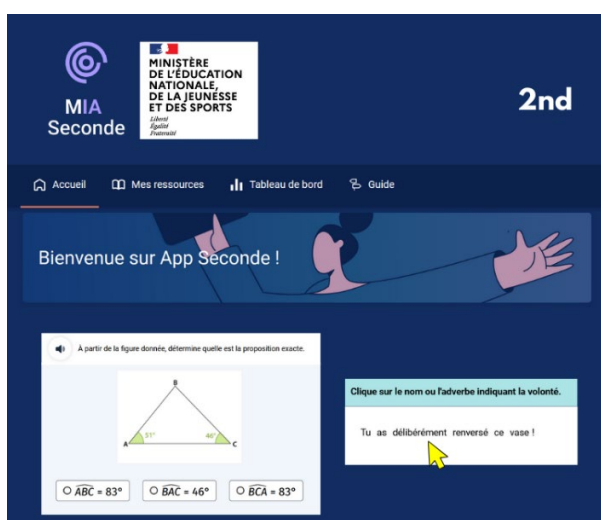 MIA
Seconde
MINISTÈRE
DE L'ÉDUCATION
NATIONALE,
DE LA JEUNESSE
ET DES SPORTS
Liberté
Égalité
Fraternité
2nd
Accueil Mes ressources Tableau de bord Guide
Bienvenue sur App Seconde !
À partir de la figure donnée, détermine quelle est la proposition exacte.
B
51° 46°
A C
ABC = 83° BAC = 46° BCA = 83°
Clique sur le nom ou l'adverbe indiquant la volonté.
Tu as délibérément renversé ce vase !